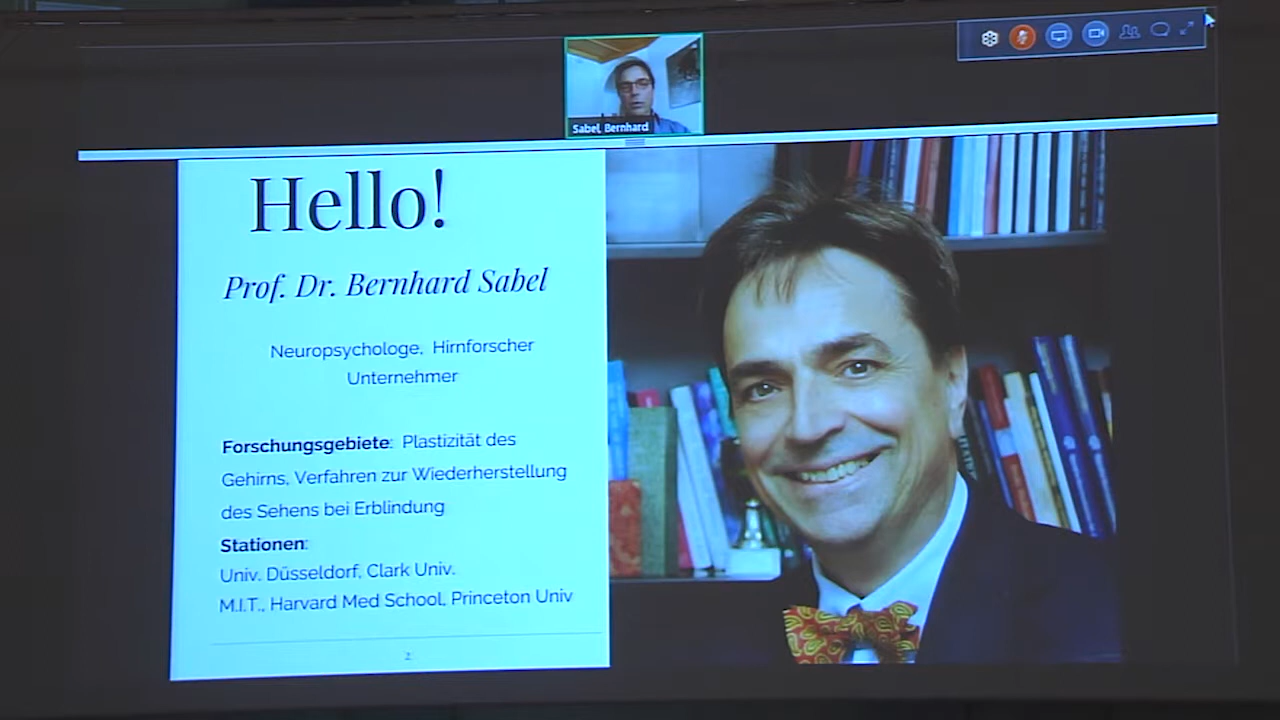 Sabel, Bernhard
Hello!
Prof. Dr. Bernhard Sabel
Neuropsychologe, Hirnforscher
Unternehmer
Forschungsgebiete: Plastizität des
Gehirns, Verfahren zur Wiederherstellung
des Sehens bei Erblindung
Stationen:
Univ. Düsseldorf, Clark Univ.
M.I.T., Harvard Med School, Princeton Univ
2